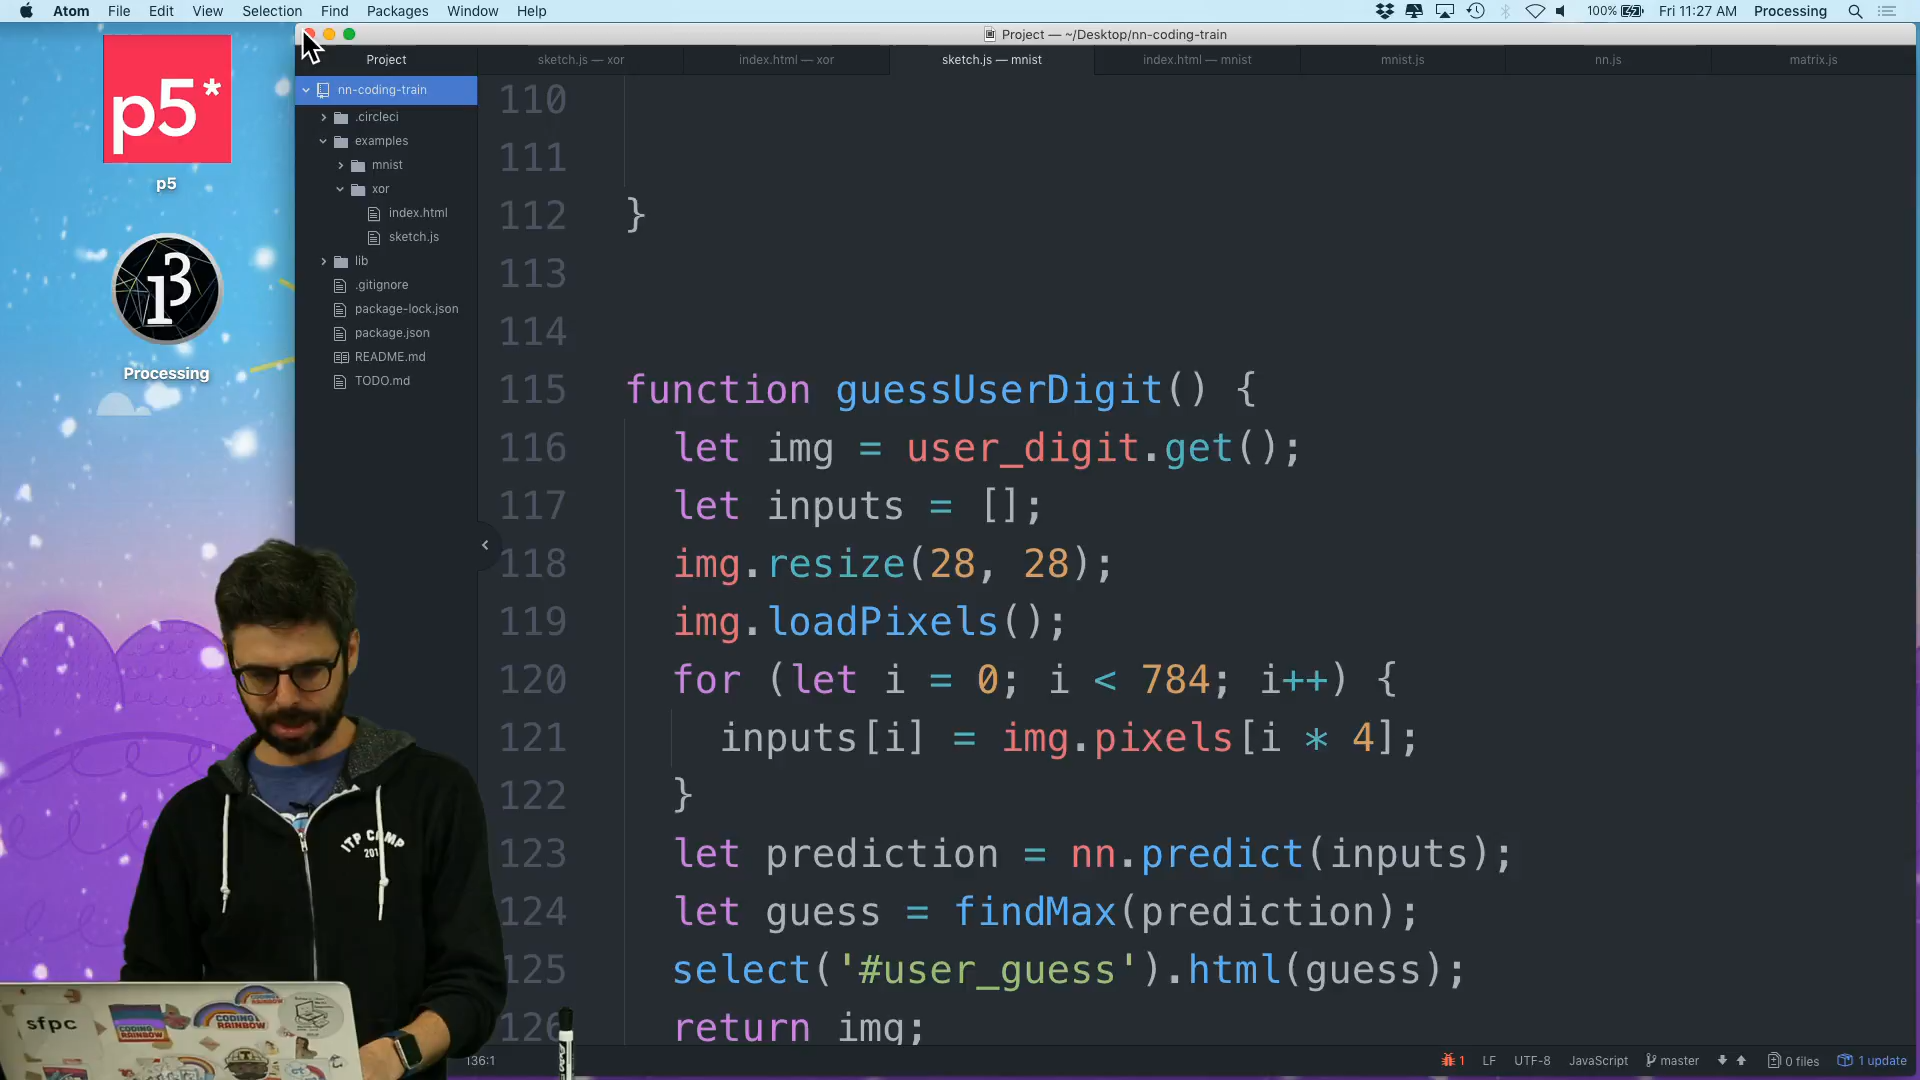 Atom File Edit View Selection Find Packages Window Help 100% Fri 11:27 AM Processing
Project — ~/Desktop/nn-coding-train
Project sketch.js — xor index.html — xor sketch.js — mnist index.html — mnist mnist.js nn.js matrix.js
p5*
p5
Processing
nn-coding-train
.circleci
examples
mnist
xor
index.html
sketch.js
lib
.gitignore
package-lock.json
package.json
README.md
TODO.md
110
111
112 }
113
114
115 function guessUserDigit() {
116 let img = user_digit.get();
117 let inputs = [];
118 img.resize(28, 28);
119 img.loadPixels();
120 for (let i = 0; i < 784; i++) {
121 inputs[i] = img.pixels[i * 4];
122 }
123 let prediction = nn.predict(inputs);
124 let guess = findMax(prediction);
125 select('#user_guess').html(guess);
126 return img;
136:1 1 LF UTF-8 JavaScript master 0 files 1 update
ITP CAMP
sfpc
CODING RAINBOW
CODING RAINBOW